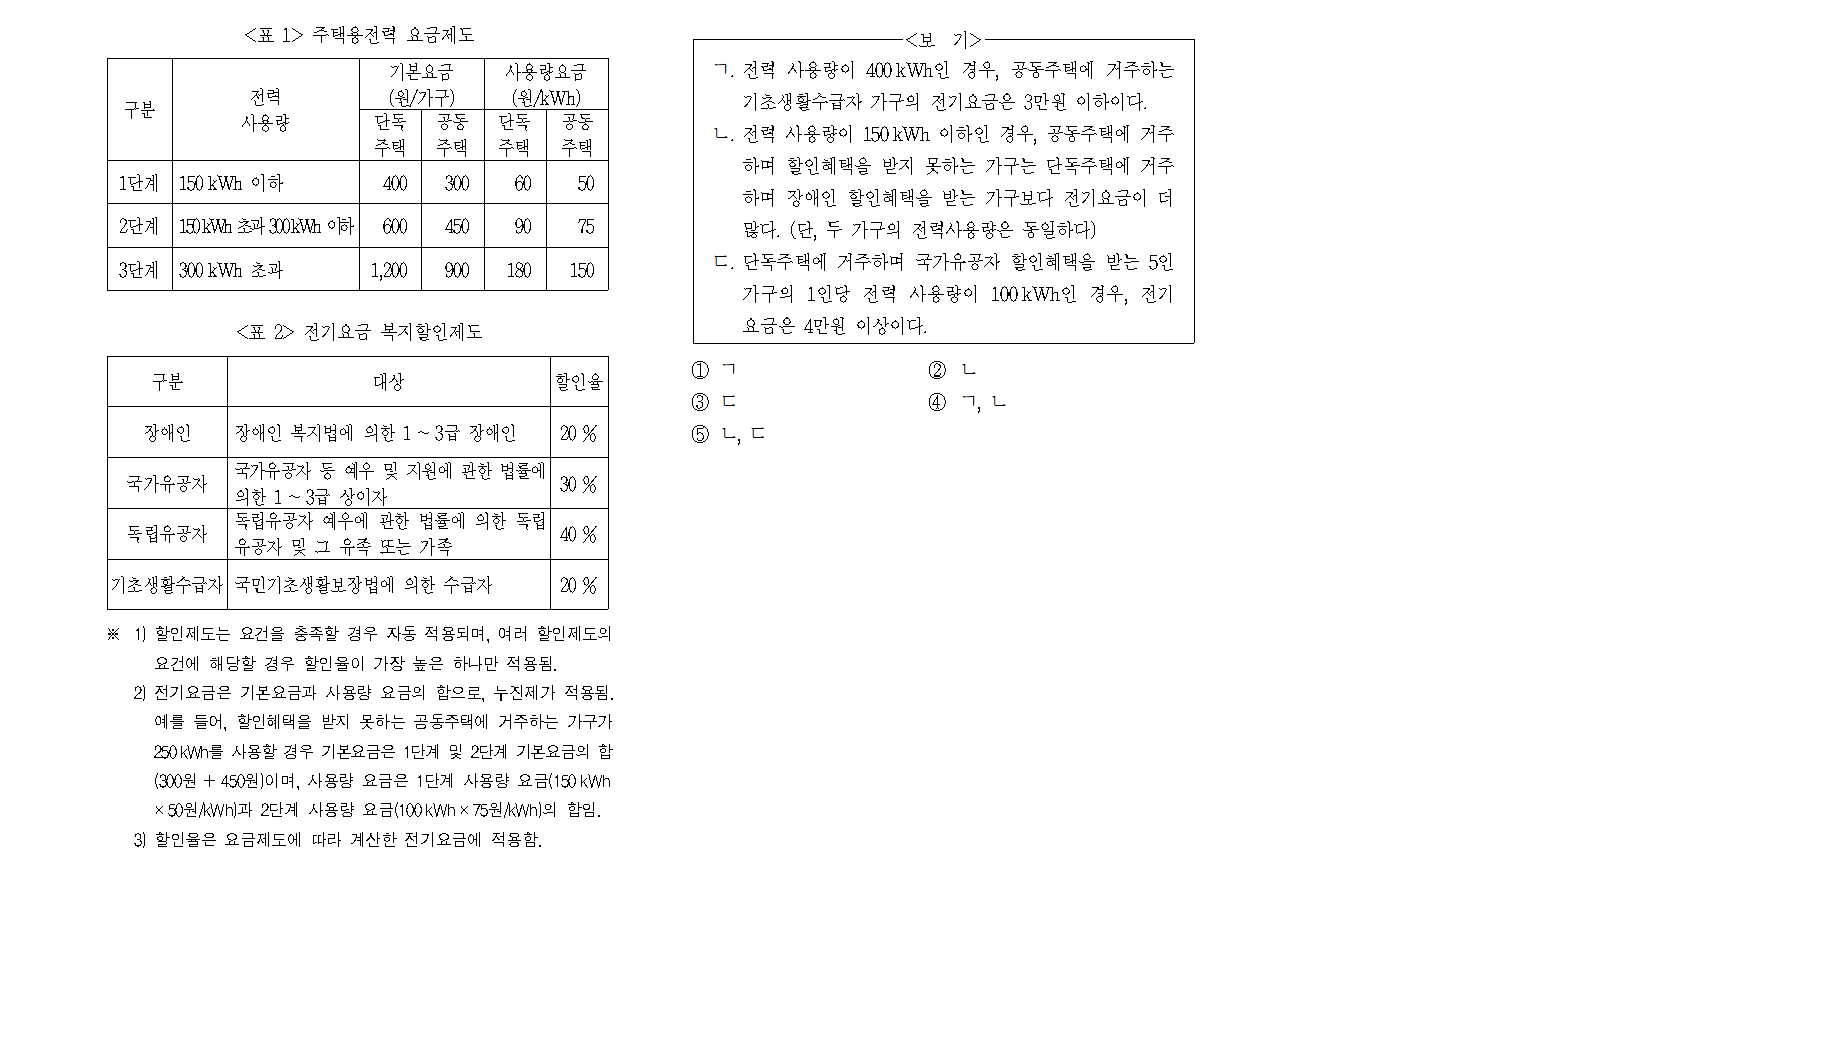 <표 1> 주택용전력 요금제도
구분 전력 사용량 기본요금 (원/가구) 사용량요금 (원/kWh)
단독주택 공동주택 단독주택 공동주택
1단계 150 kWh 이하 400 300 60 50
2단계 150 kWh 초과 300 kWh 이하 600 450 90 75
3단계 300 kWh 초과 1,200 900 180 150
<표 2> 전기요금 복지할인제도
구분 대상 할인율
장애인 장애인 복지법에 의한 1 ~ 3급 장애인 20 %
국가유공자 국가유공자 등 예우 및 지원에 관한 법률에
의한 1 ~ 3급 상이자 30 %
독립유공자 독립유공자 예우에 관한 법률에 의한 독립
유공자 및 그 유족 또는 가족 40 %
기초생활수급자 국민기초생활보장법에 의한 수급자 20 %
※ 1) 할인제도는 요건을 충족할 경우 자동 적용되며, 여러 할인제도의
요건에 해당할 경우 할인율이 가장 높은 하나만 적용됨.
2) 전기요금은 기본요금과 사용량 요금의 합으로, 누진제가 적용됨.
예를 들어, 할인혜택을 받지 못하는 공동주택에 거주하는 가구가
250 kWh를 사용할 경우 기본요금은 1단계 및 2단계 기본요금의 합
(300원 + 450원)이며, 사용량 요금은 1단계 사용량 요금(150 kWh
× 50원/kWh)과 2단계 사용량 요금(100 kWh × 75원/kWh)의 합임.
3) 할인율은 요금제도에 따라 계산한 전기요금에 적용함.
<보 기>
ㄱ. 전력 사용량이 400 kWh인 경우, 공동주택에 거주하는
기초생활수급자 가구의 전기요금은 3만원 이하이다.
ㄴ. 전력 사용량이 150 kWh 이하인 경우, 공동주택에 거주
하며 할인혜택을 받지 못하는 가구는 단독주택에 거주
하며 장애인 할인혜택을 받는 가구보다 전기요금이 더
많다. (단, 두 가구의 전력사용량은 동일하다)
ㄷ. 단독주택에 거주하며 국가유공자 할인혜택을 받는 5인
가구의 1인당 전력 사용량이 100 kWh인 경우, 전기
요금은 4만원 이상이다.
① ㄱ ② ㄴ
③ ㄷ ④ ㄱ, ㄴ
⑤ ㄴ, ㄷ